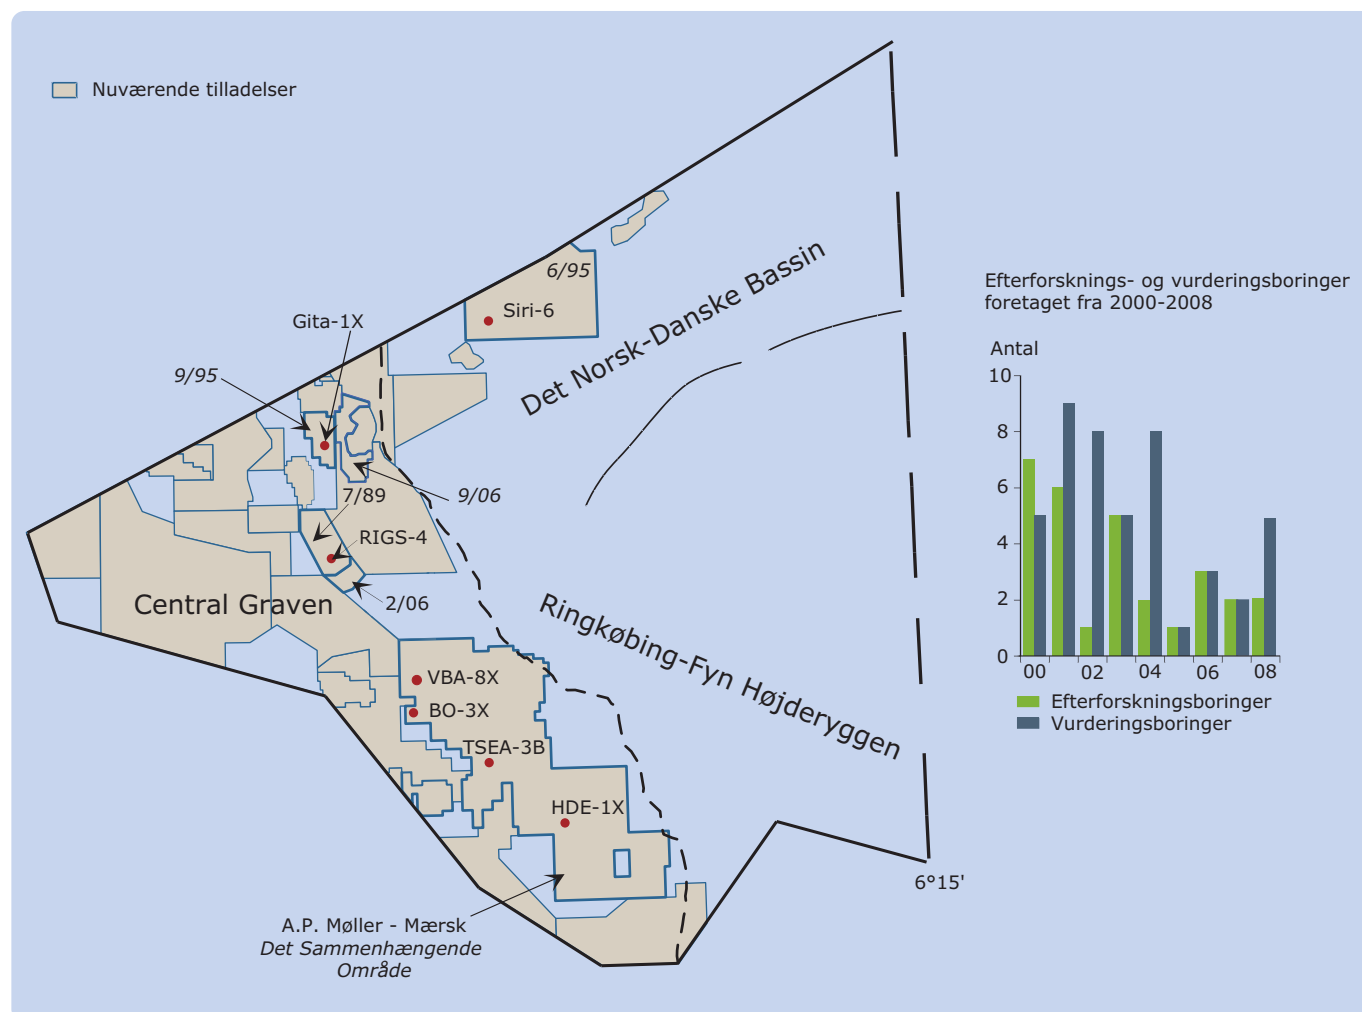 Nuværende tilladelser
6/95
Siri-6
Gita-1X
9/95
Det Norsk-Danske Bassin
9/06
7/89
RIGS-4
2/06
Central Graven
Ringkøbing-Fyn Højderyggen
VBA-8X
BO-3X
TSEA-3B
HDE-1X
6°15'
A.P. Møller - Mærsk
Det Sammenhængende
Område
Efterforsknings- og vurderingsboringer
foretaget fra 2000-2008
Antal
10
8
6
4
2
0
00 02 04 06 08
Efterforskningsboringer
Vurderingsboringer